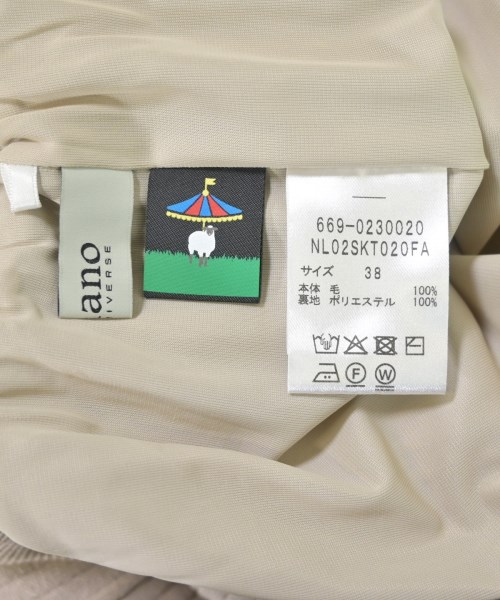 ano
IVERSE
669-0230020
NL02SKT020FA
サイズ 38
本体 毛 100%
裏地 ポリエステル 100%
F W